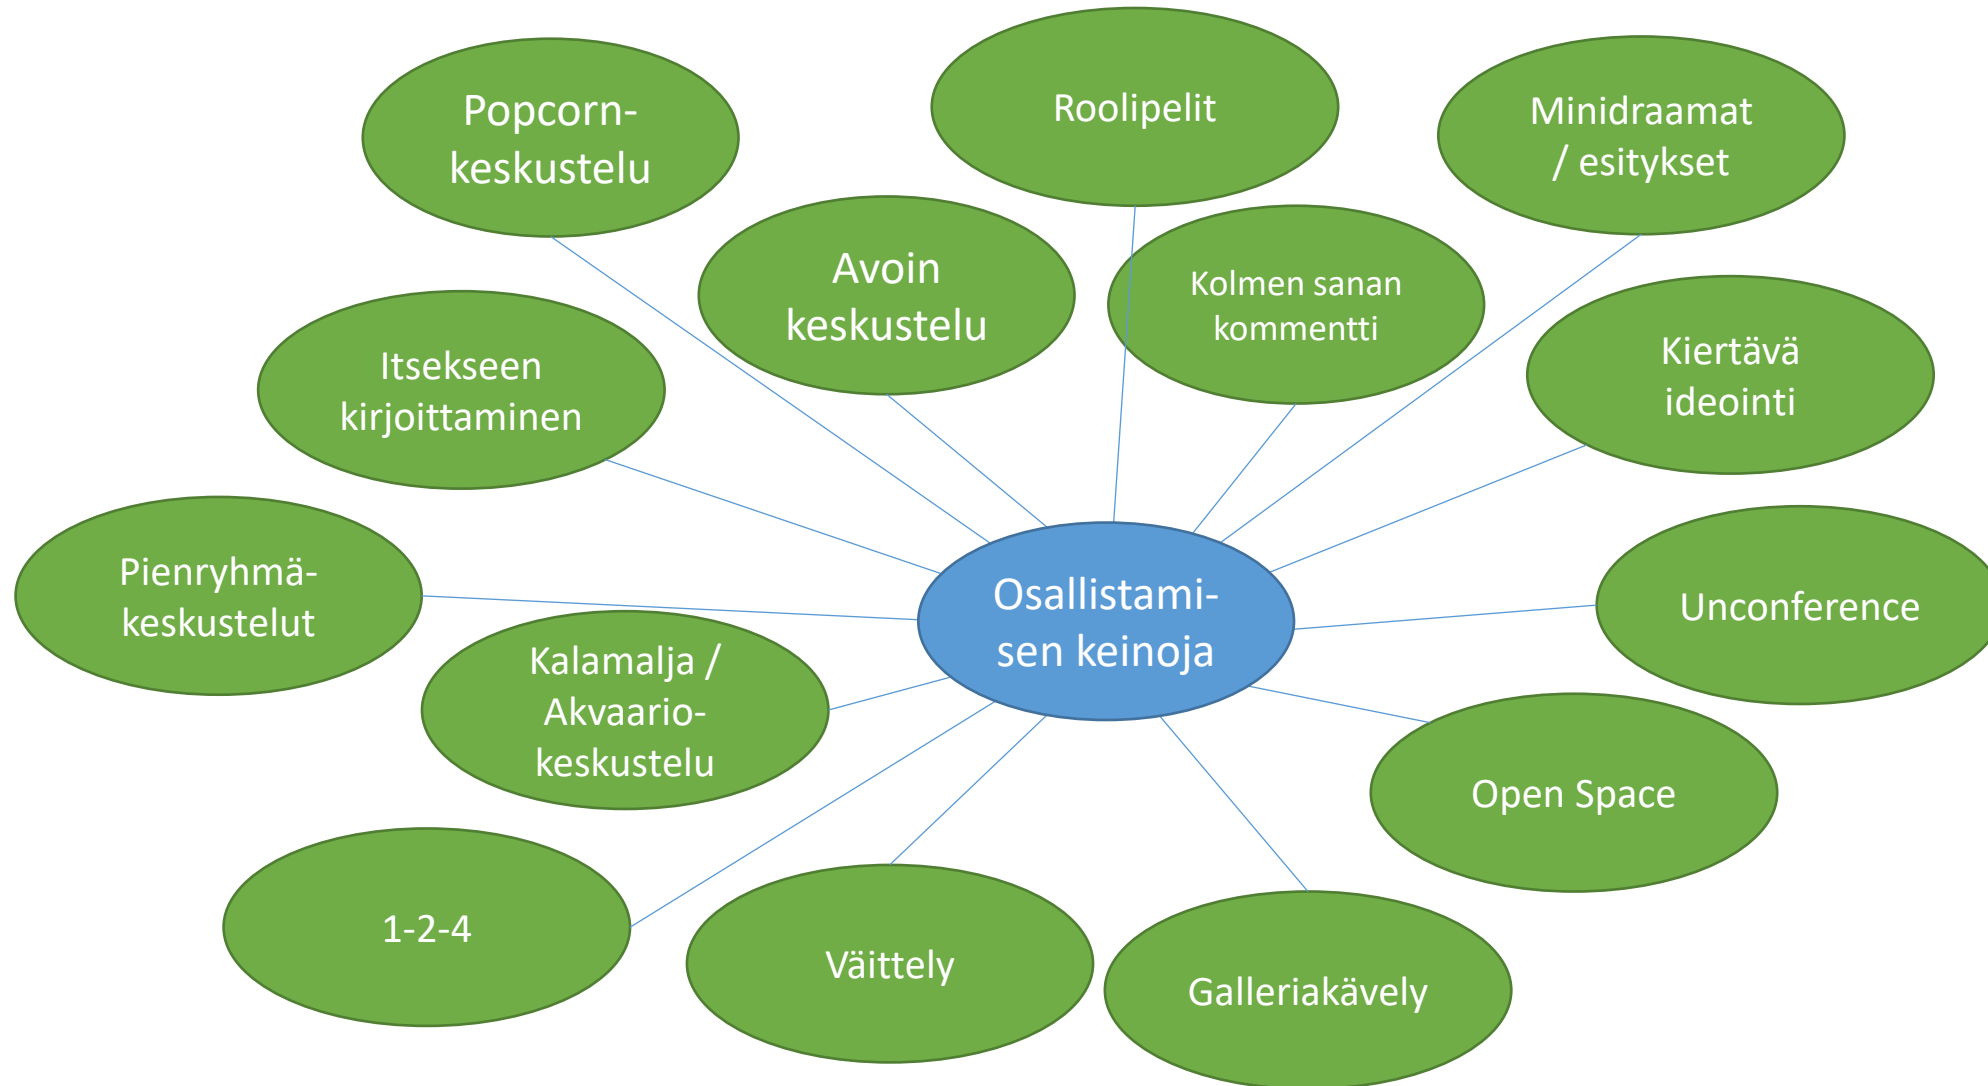 Popcorn-
keskustelu
Roolipelit
Minidraamat
/ esitykset
Avoin
keskustelu
Kolmen sanan
kommentti
Itsekseen
kirjoittaminen
Kiertävä
ideointi
Pienryhmä-
keskustelut
Osallistami-
sen keinoja
Unconference
Kalamalja /
Akvaario-
keskustelu
Open Space
1-2-4
Väittely
Galleriakävely